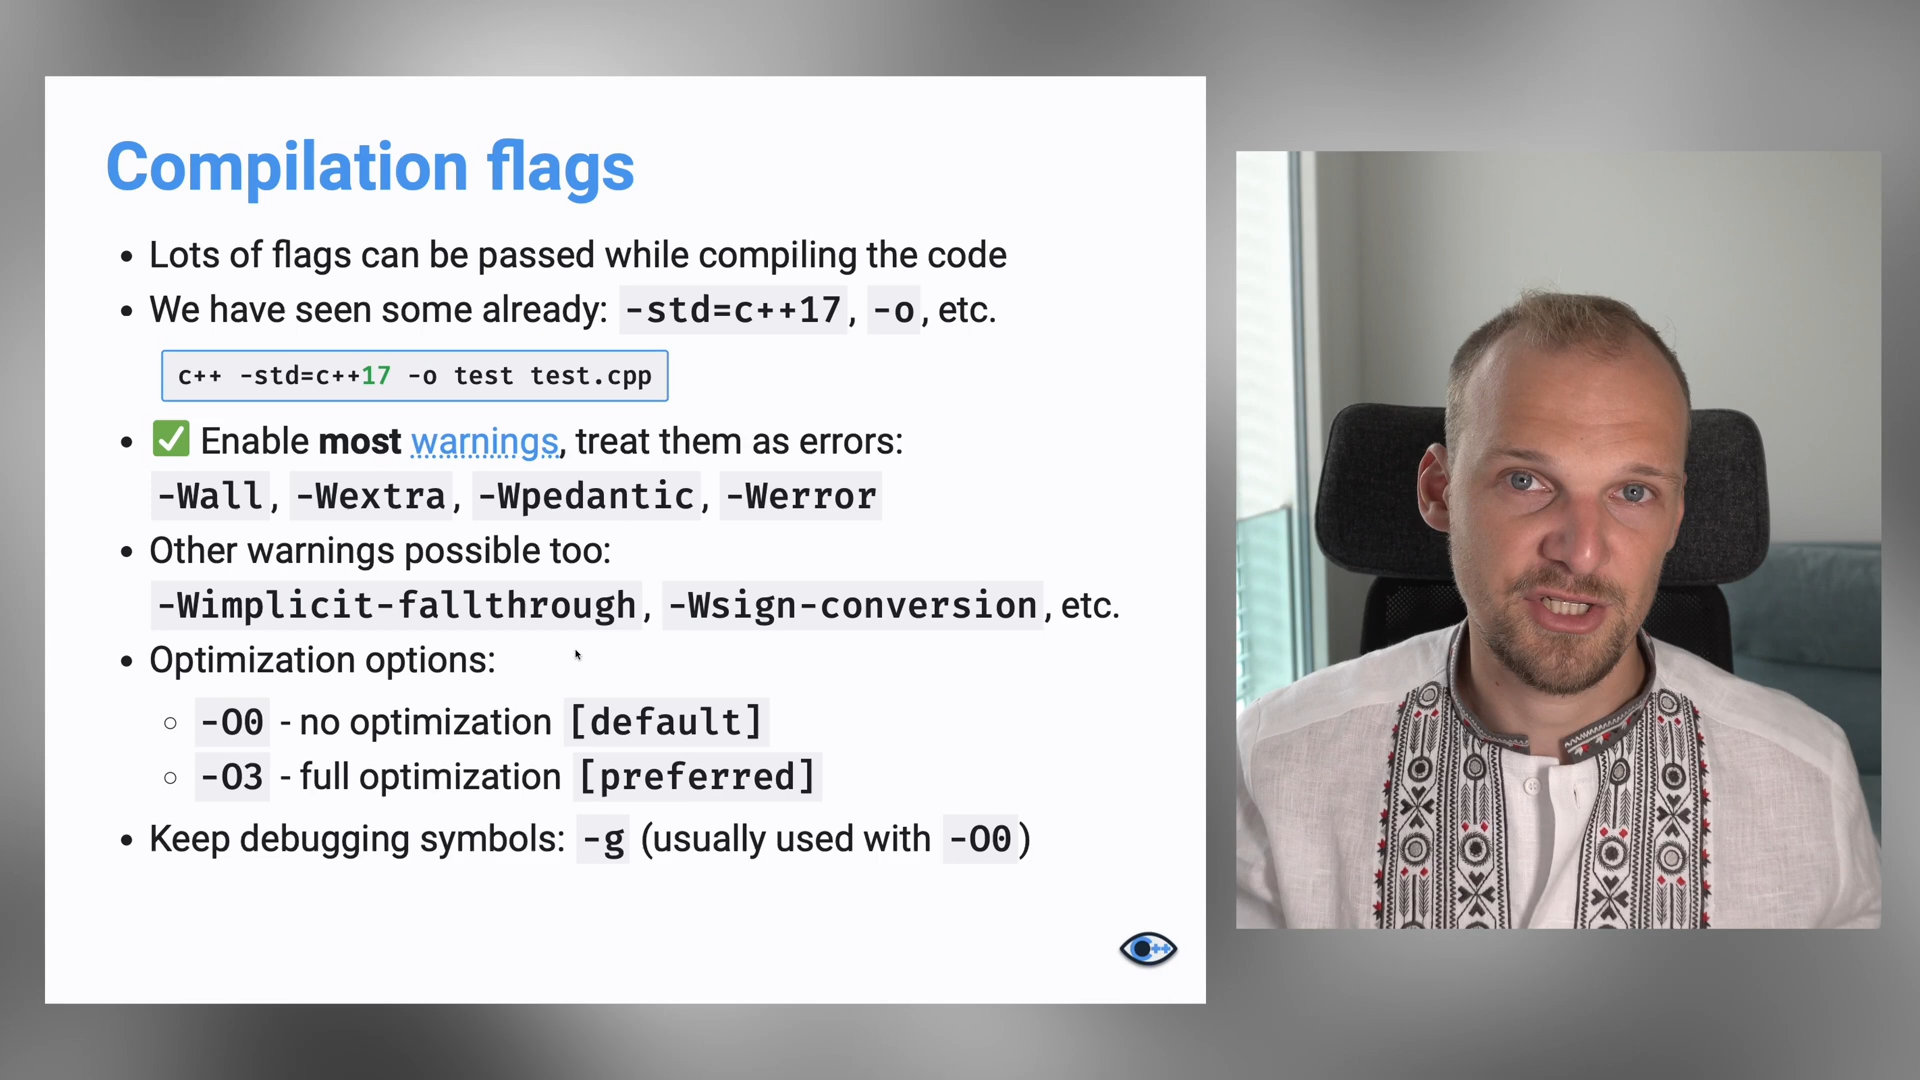 Compilation flags
• Lots of flags can be passed while compiling the code
• We have seen some already: -std=c++17, -o, etc.
c++ -std=c++17 -o test test.cpp
• ✅ Enable most warnings, treat them as errors:
-Wall, -Wextra, -Wpedantic, -Werror
• Other warnings possible too:
-Wimplicit-fallthrough, -Wsign-conversion, etc.
• Optimization options:
○ -O0 - no optimization [default]
○ -O3 - full optimization [preferred]
• Keep debugging symbols: -g (usually used with -O0)
C++